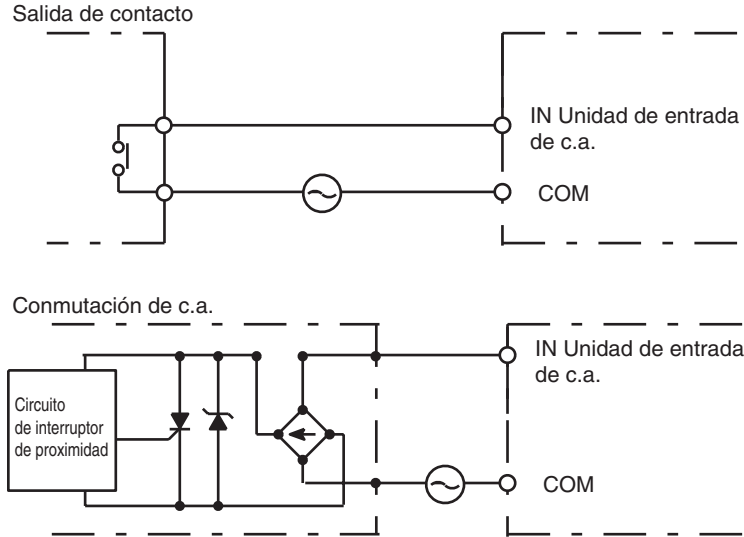 Salida de contacto
IN Unidad de entrada
de c.a.
COM
Conmutación de c.a.
IN Unidad de entrada
de c.a.
Circuito
de interruptor
de proximidad
COM